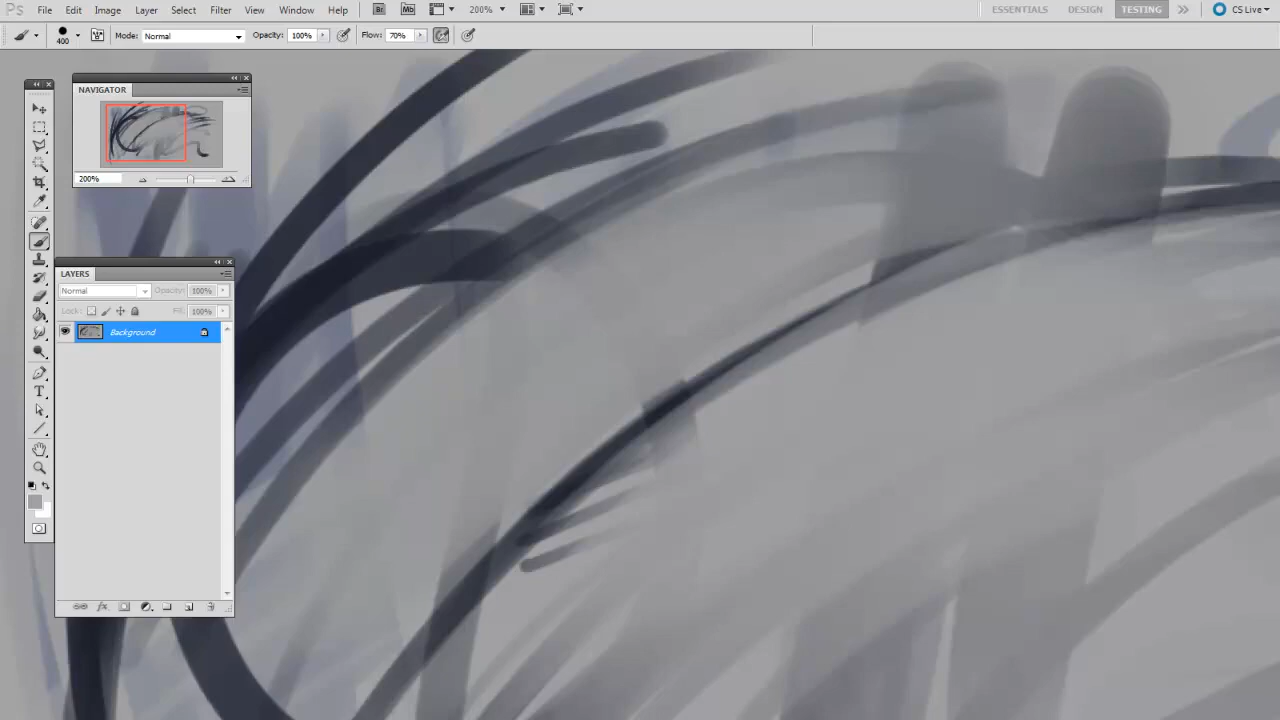 Ps File Edit Image Layer Select Filter Analysis View Window Help Br Mb 200% ESSENTIALS DESIGN TESTING CS Live
400 Mode: Normal Opacity: 100% Flow: 70%
NAVIGATOR
200%
LAYERS
Normal Opacity: 100%
Lock: Fill: 100%
Background